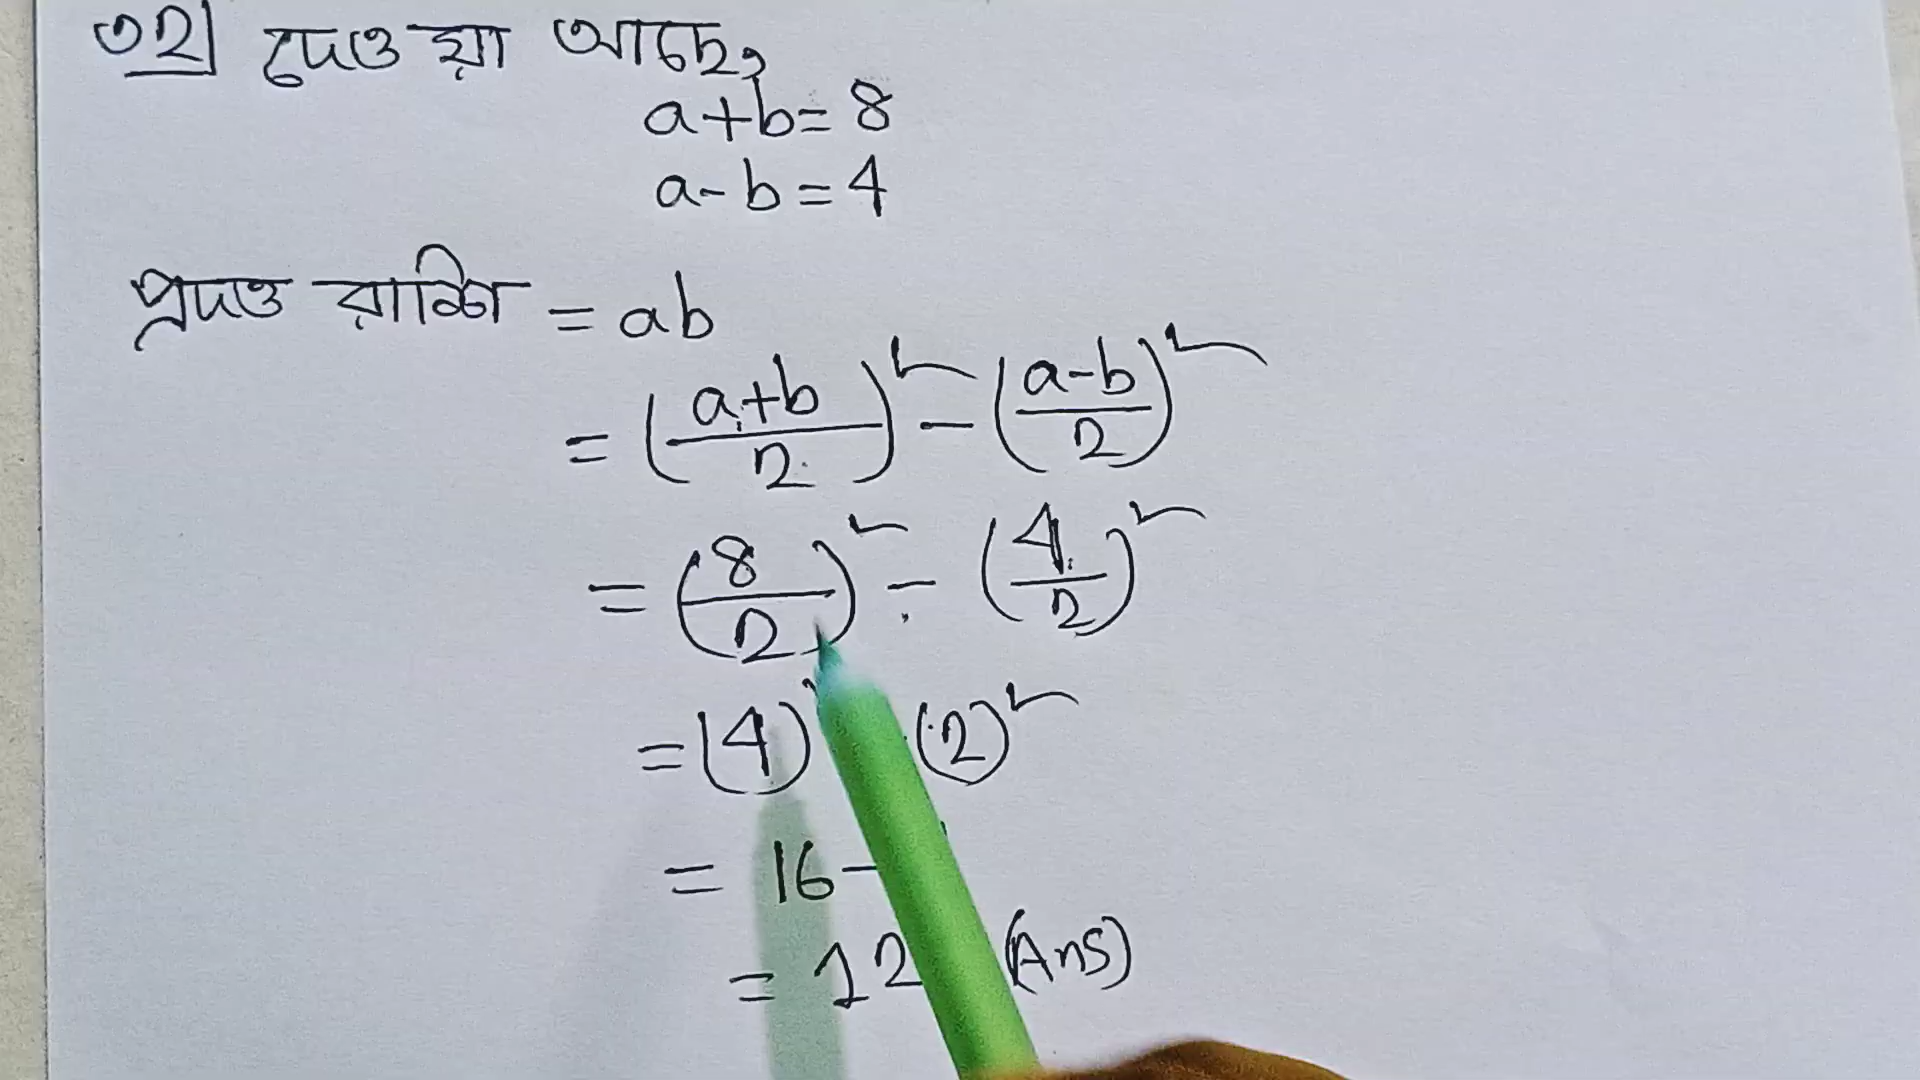 ৩২। দেওয়া আছে,
a+b=8
a-b=4
প্রদত্ত রাশি = ab
= (a+b/2)² - (a-b/2)²
= (8/2)² - (4/2)²
= (4) (2)²
= 16-
= 12 (Ans)